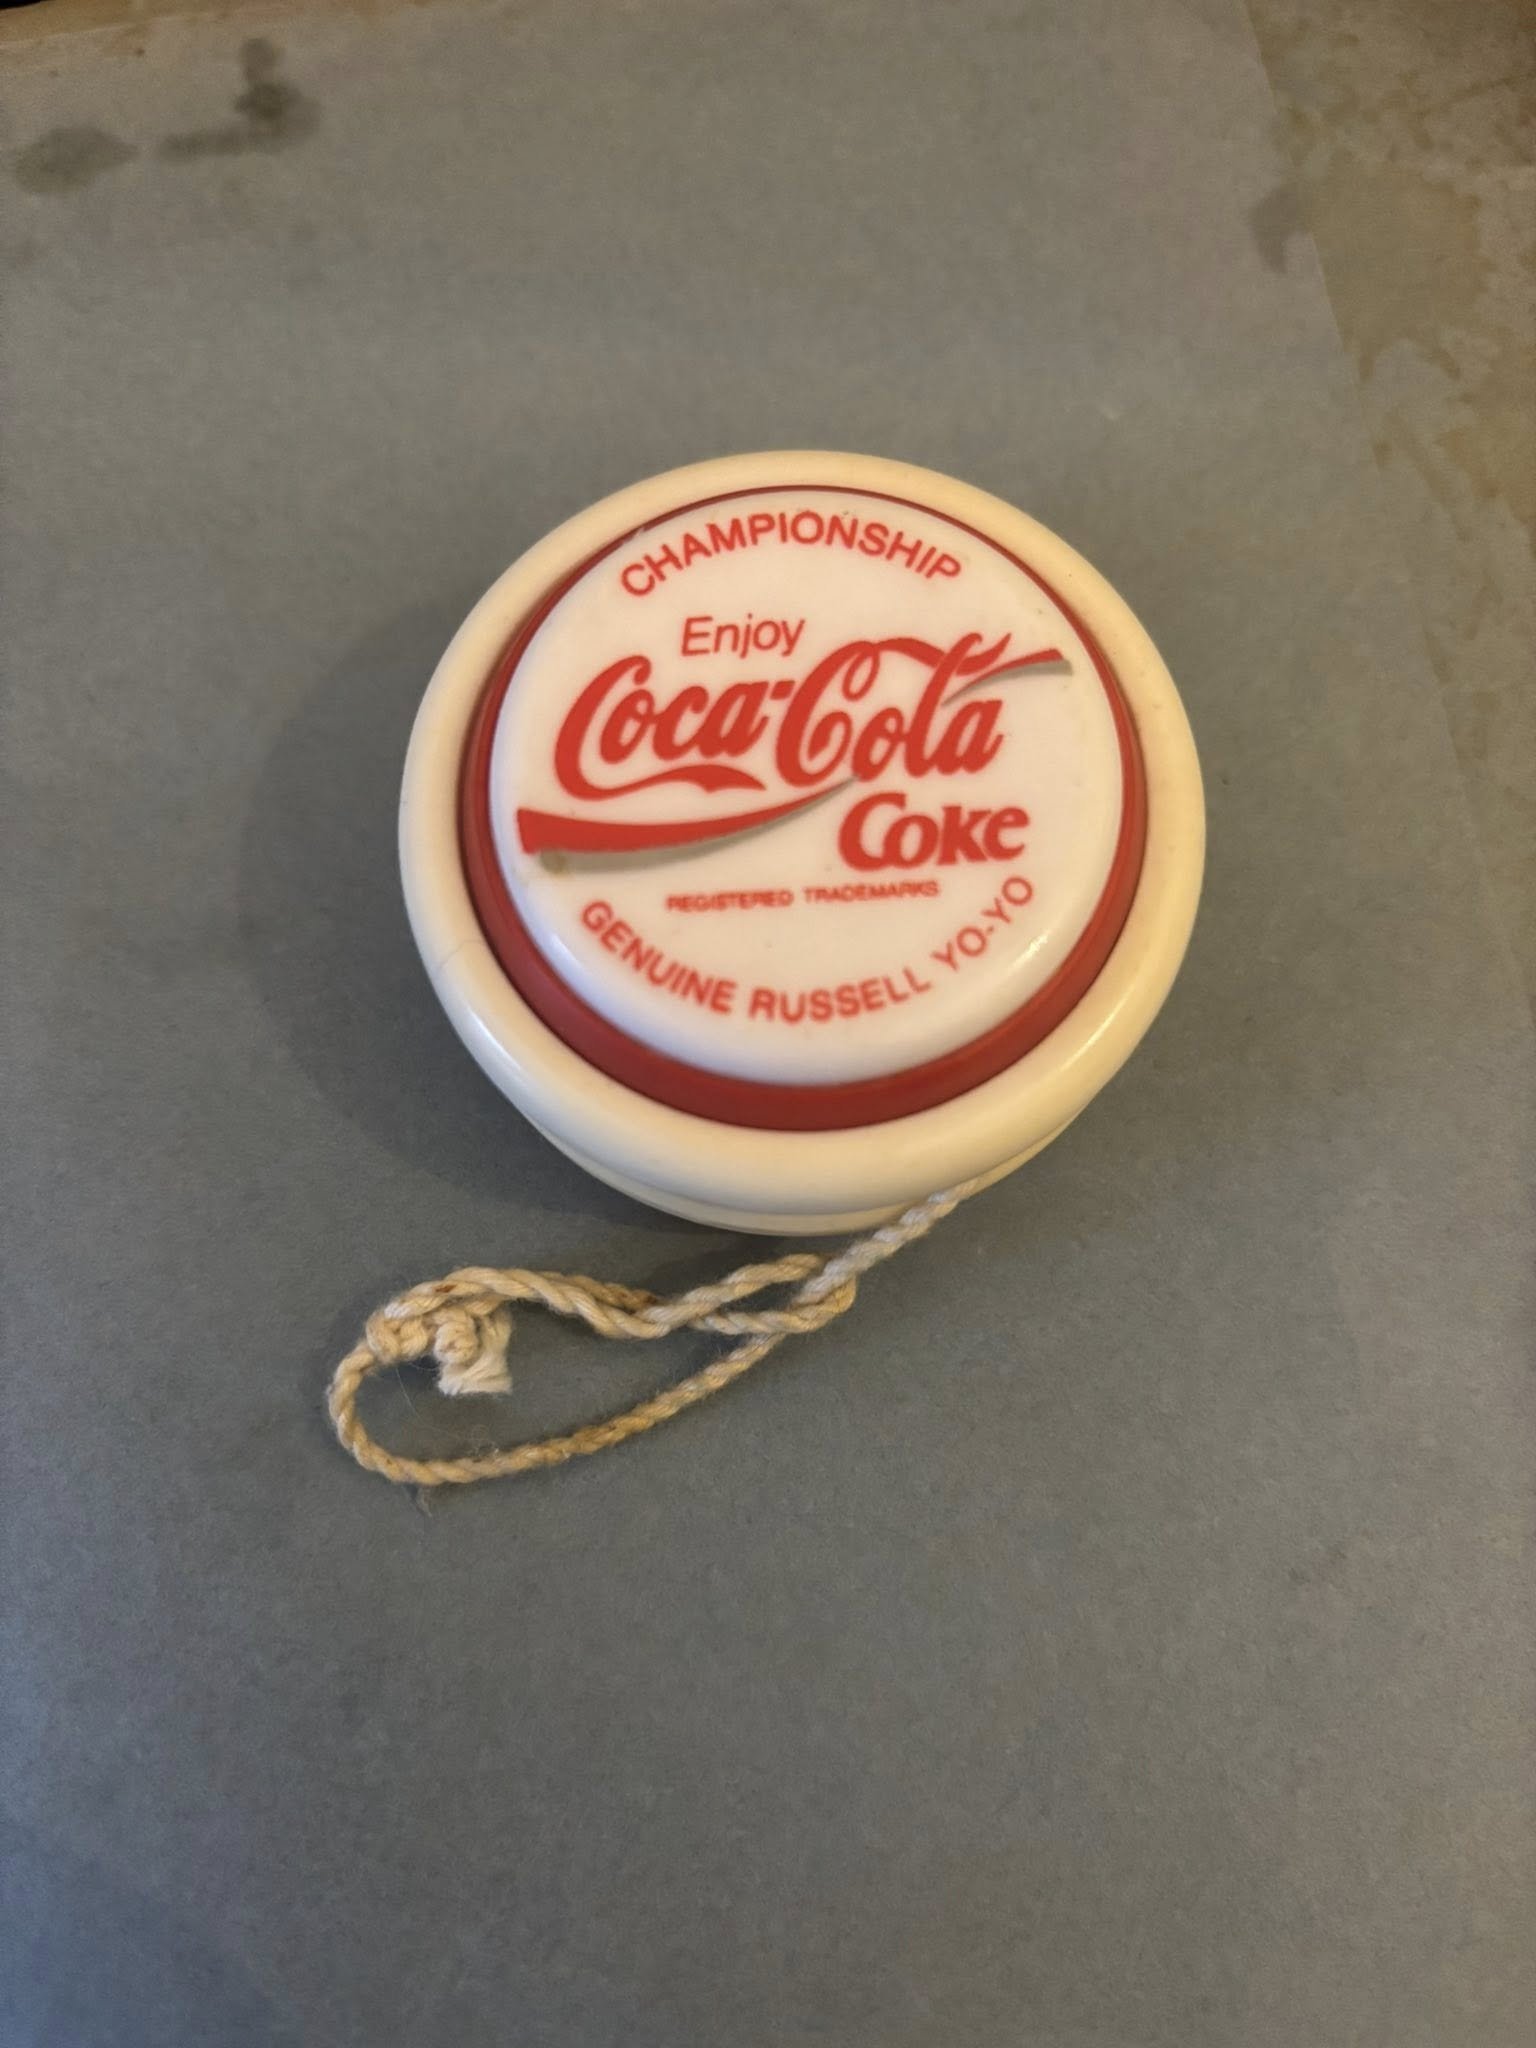 CHAMPIONSHIP
Enjoy
Coca-Cola
Coke
REGISTERED TRADEMARKS
GENUINE RUSSELL YO-YO